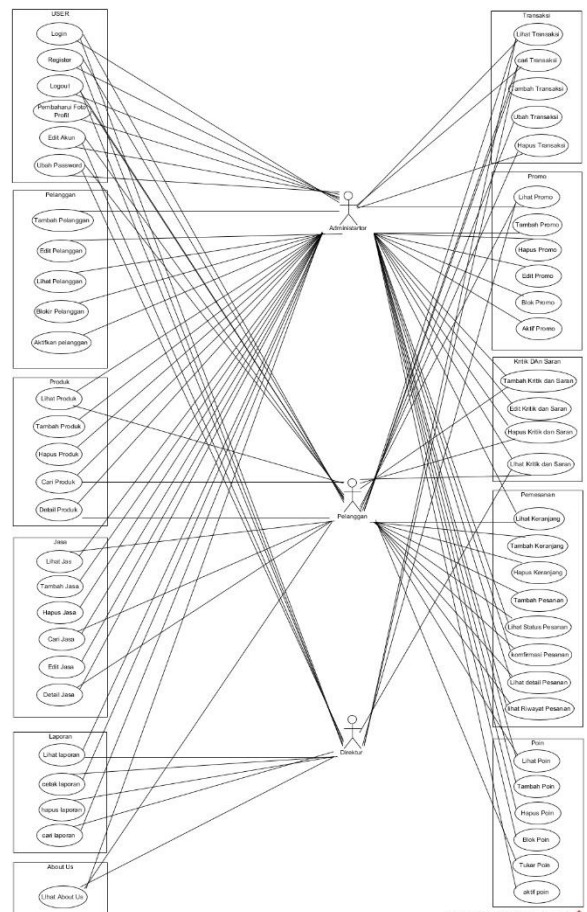 USER
Login
Register
Logout
Pembaharui Foto
Profil
Edit Akun
Ubah Password
Pelanggan
Tambah Pelanggan
Edit Pelanggan
Lihat Pelanggan
Blokir Pelanggan
Aktifkan pelanggan
Produk
Lihat Produk
Tambah Produk
Hapus Produk
Cari Produk
Detail Produk
Jasa
Lihat Jas
Tambah Jasa
Hapus Jasa
Cari Jasa
Edit Jasa
Detail Jasa
Laporan
Lihat laporan
cetak laporan
hapus laporan
cari laporan
About Us
Lihat About Us
Administartor
Pelanggan
Direktur
Transaksi
Lihat Transaksi
cari Transaksi
Tambah Transaksi
Ubah Transaksi
Hapus Transaksi
Promo
Lihat Promo
Tambah Promo
Hapus Promo
Edit Promo
Blok Promo
Aktif Promo
Kritik DAn Saran
Tambah Kritik dan Saran
Edit Kritik dan Saran
Hapus Kritik dan Saran
Lihat Kritik dan Saran
Pemesanan
Lihat Keranjang
Tambah Keranjang
Hapus Keranjang
Tambah Pesanan
Lihat Status Pesanan
komfirmasi Pesanan
Lihat detail Pesanan
lihat Riwayat Pesanan
Poin
Lihat Poin
Tambah Poin
Hapus Poin
Blok Poin
Tukar Poin
aktif poin